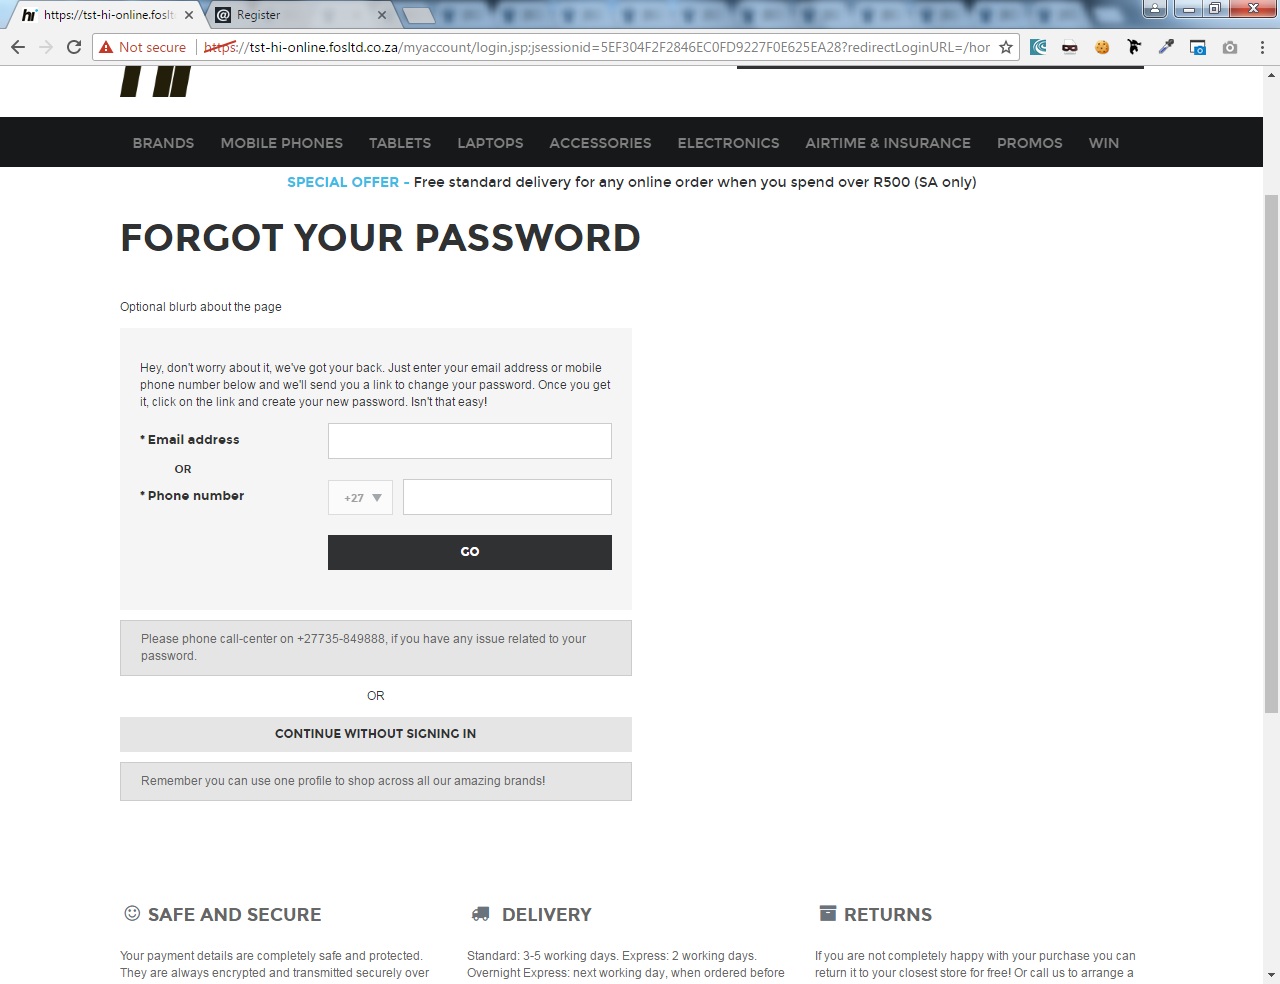 hi https://tst-hi-online.foslt
Register
Not secure https://tst-hi-online.fosltd.co.za/myaccount/login.jsp;jsessionid=5EF304F2F2846EC0FD9227F0E625EA28?redirectLoginURL=/hor
BRANDS MOBILE PHONES TABLETS LAPTOPS ACCESSORIES ELECTRONICS AIRTIME & INSURANCE PROMOS WIN
SPECIAL OFFER - Free standard delivery for any online order when you spend over R500 (SA only)
FORGOT YOUR PASSWORD
Optional blurb about the page
Hey, don't worry about it, we've got your back. Just enter your email address or mobile
phone number below and we'll send you a link to change your password. Once you get
it, click on the link and create your new password. Isn't that easy!
* Email address
OR
* Phone number +27
GO
Please phone call-center on +27735-849888, if you have any issue related to your
password.
OR
CONTINUE WITHOUT SIGNING IN
Remember you can use one profile to shop across all our amazing brands!
SAFE AND SECURE
Your payment details are completely safe and protected.
They are always encrypted and transmitted securely over
DELIVERY
Standard: 3-5 working days. Express: 2 working days.
Overnight Express: next working day, when ordered before
RETURNS
If you are not completely happy with your purchase you can
return it to your closest store for free! Or call us to arrange a